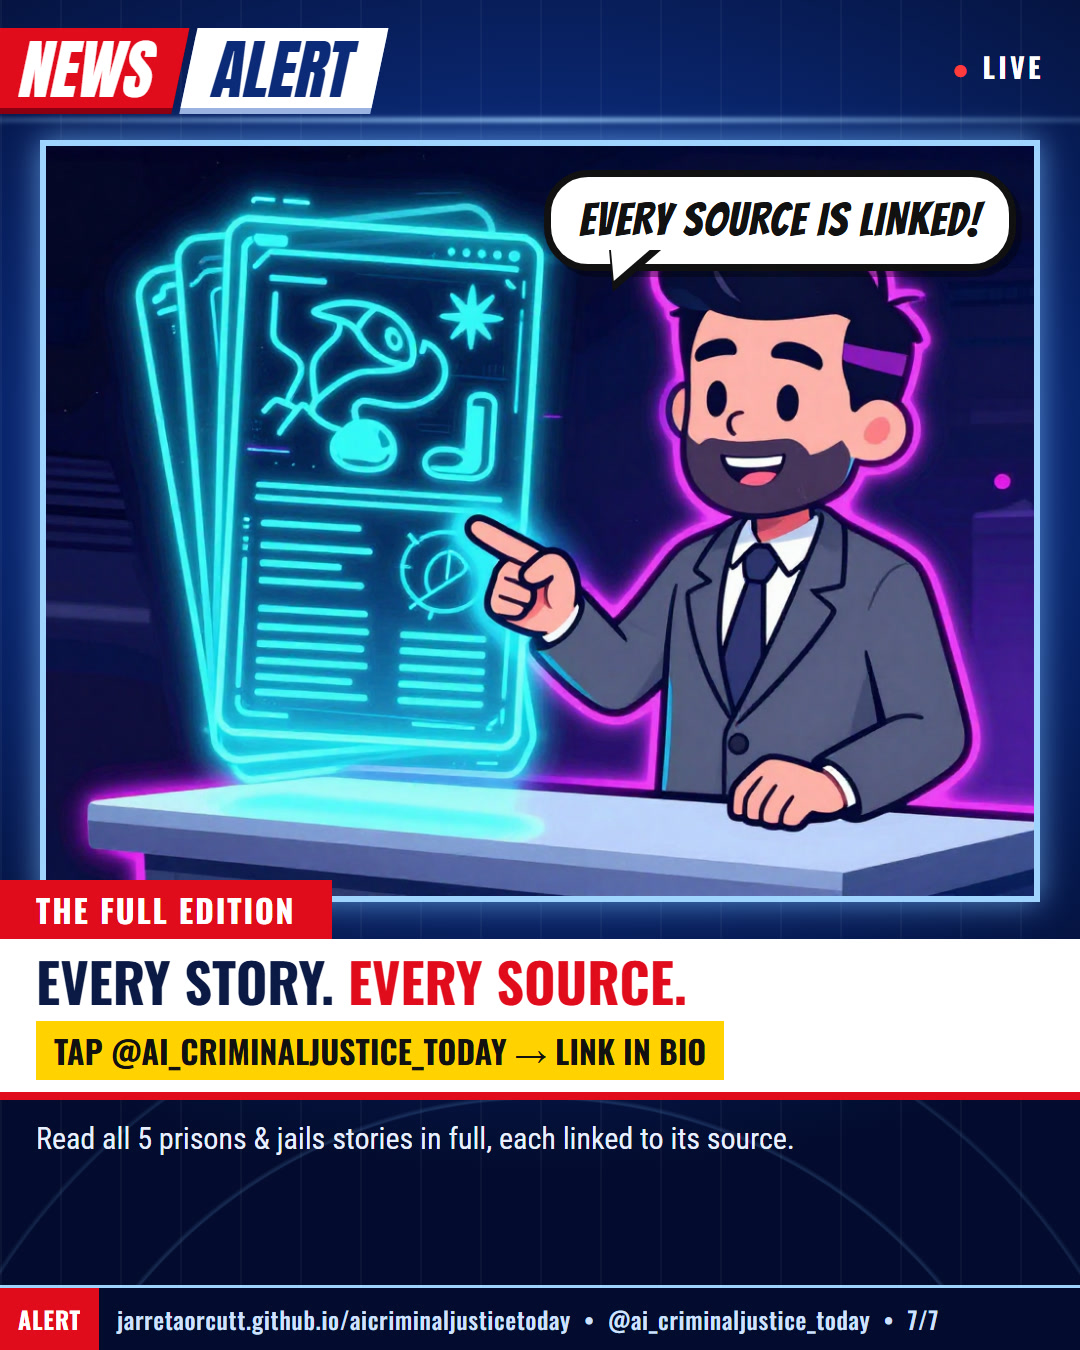 NEWS ALERT
LIVE
EVERY SOURCE IS LINKED!
THE FULL EDITION
EVERY STORY. EVERY SOURCE.
TAP @AI_CRIMINALJUSTICE_TODAY → LINK IN BIO
Read all 5 prisons & jails stories in full, each linked to its source.
ALERT jarretaorcutt.github.io/aicriminaljusticetoday • @ai_criminaljustice_today • 7/7